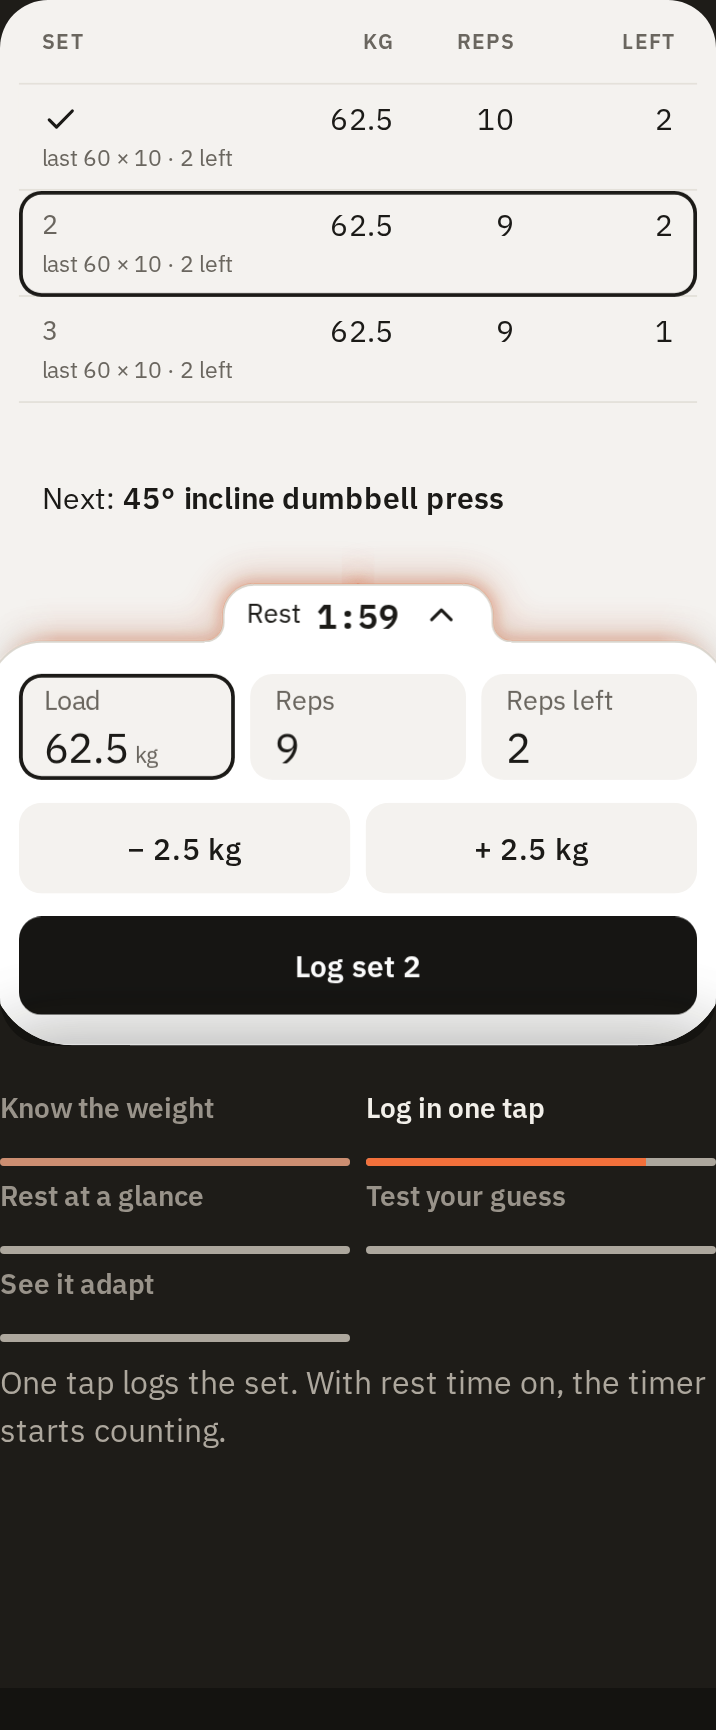 SET KG REPS LEFT
62.5 10 2
last 60 × 10 · 2 left
2 62.5 9 2
last 60 × 10 · 2 left
3 62.5 9 1
last 60 × 10 · 2 left
Next: 45° incline dumbbell press
Rest 1:59
Load Reps Reps left
62.5 kg 9 2
− 2.5 kg + 2.5 kg
Log set 2
Know the weight Log in one tap
Rest at a glance Test your guess
See it adapt
One tap logs the set. With rest time on, the timer
starts counting.